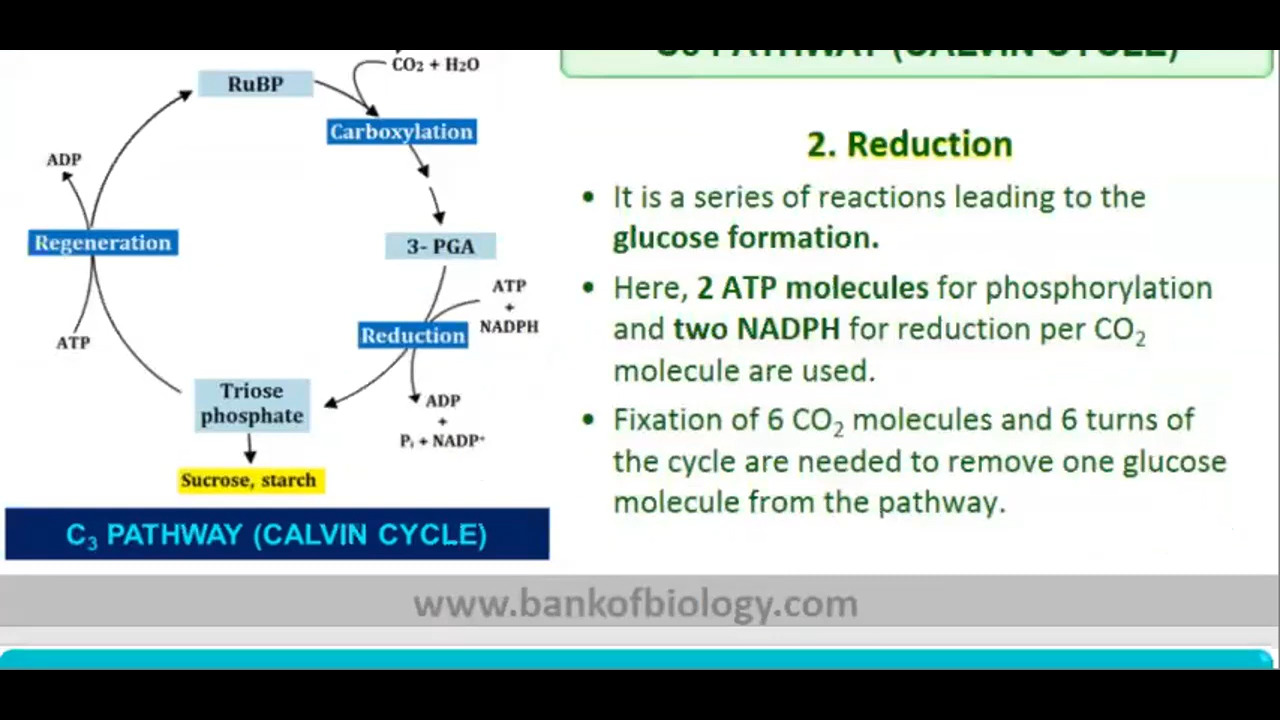 CO₂ + H₂O
RuBP
Carboxylation
ADP
Regeneration
3- PGA
ATP
+
NADPH
Reduction
ATP
Triose
phosphate
ADP
+
Pᵢ + NADP⁺
Sucrose, starch
C₃ PATHWAY (CALVIN CYCLE)
PATHWAY (CALVIN CYCLE)
2. Reduction
• It is a series of reactions leading to the
glucose formation.
• Here, 2 ATP molecules for phosphorylation
and two NADPH for reduction per CO₂
molecule are used.
• Fixation of 6 CO₂ molecules and 6 turns of
the cycle are needed to remove one glucose
molecule from the pathway.
www.bankofbiology.com